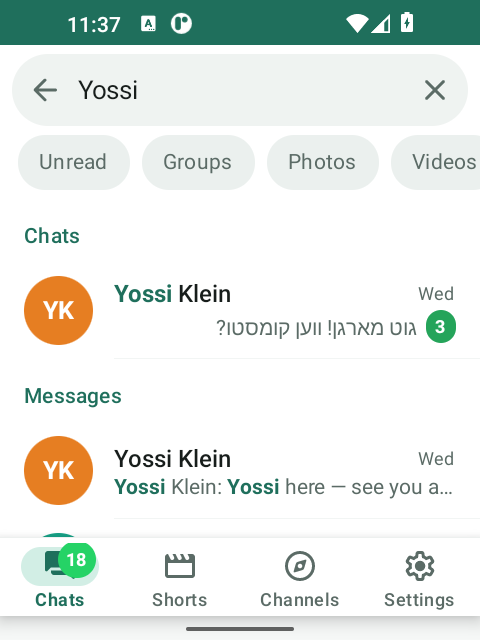 11:37
Yossi
Unread
Groups
Photos
Videos
Chats
YK
Yossi Klein
Wed
גוט מארגן! ווען קומסטו?
3
Messages
YK
Yossi Klein
Wed
Yossi Klein: Yossi here — see you a…
18
Chats
Shorts
Channels
Settings